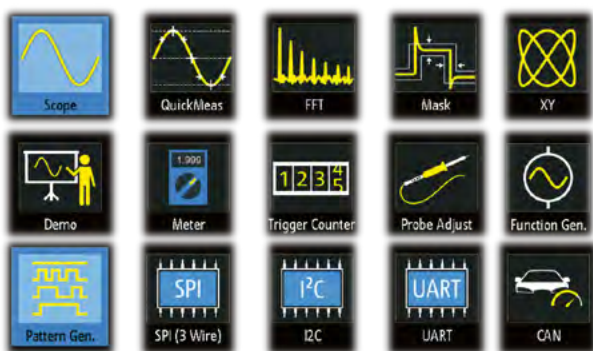 Scope
QuickMeas
FFT
Mask
XY
1.999
1 2 3 4 5
Demo
Meter
Trigger Counter
Probe Adjust
Function Gen.
SPI
I²C
UART
Pattern Gen.
SPI (3 Wire)
I2C
UART
CAN